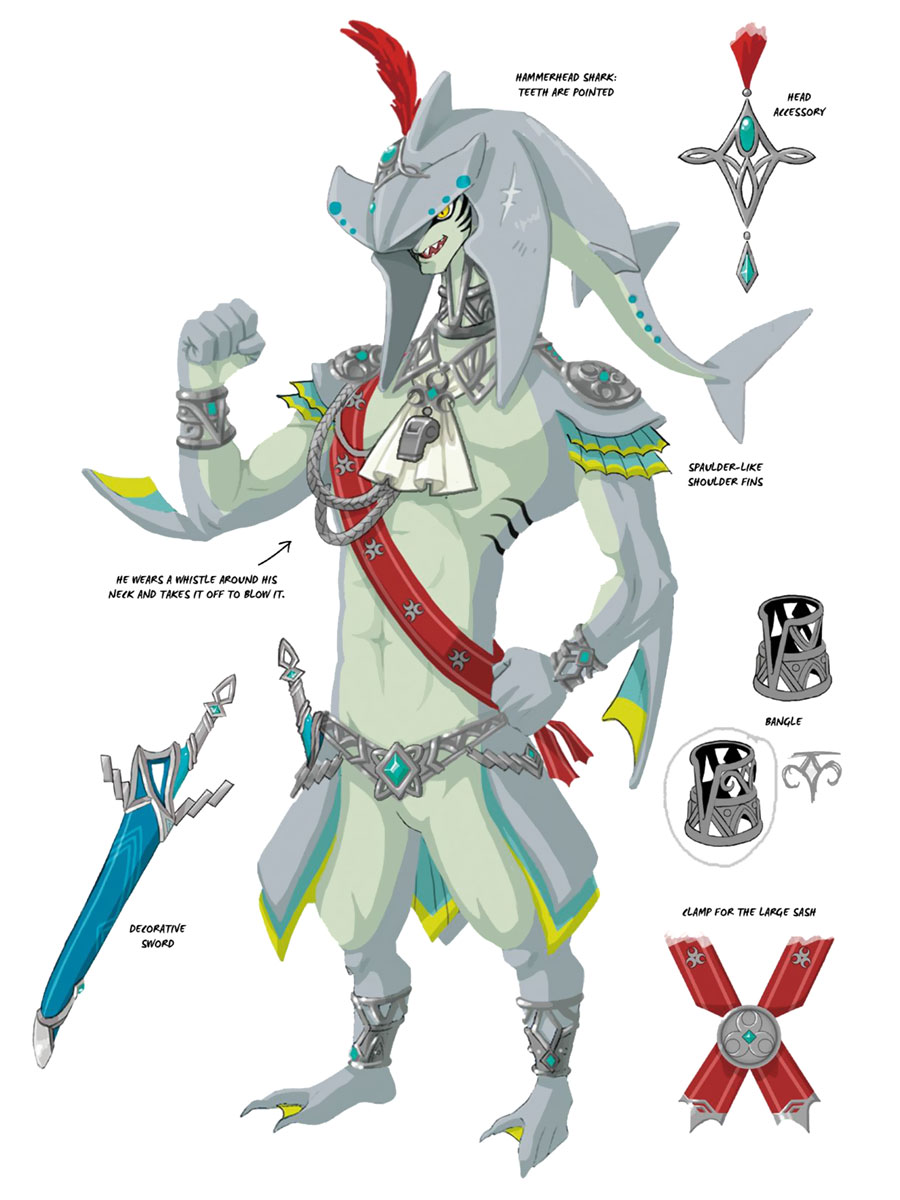 HAMMERHEAD SHARK:
TEETH ARE POINTED
HEAD
ACCESSORY
SPAULDER-LIKE
SHOULDER FINS
HE WEARS A WHISTLE AROUND HIS
NECK AND TAKES IT OFF TO BLOW IT.
BANGLE
DECORATIVE
SWORD
CLAMP FOR THE LARGE SASH